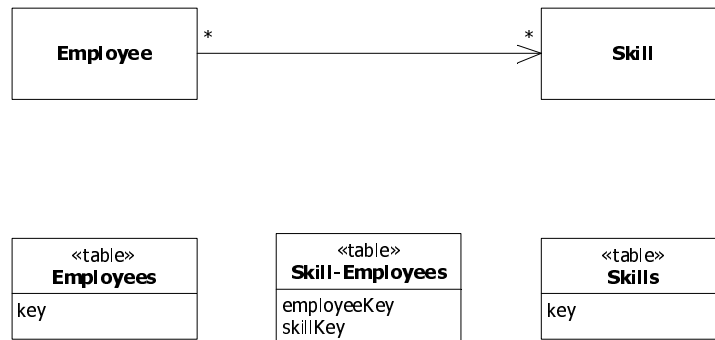 * *
Employee Skill
«table» «table» «table»
Employees Skill-Employees Skills
key employeeKey key
skillKey